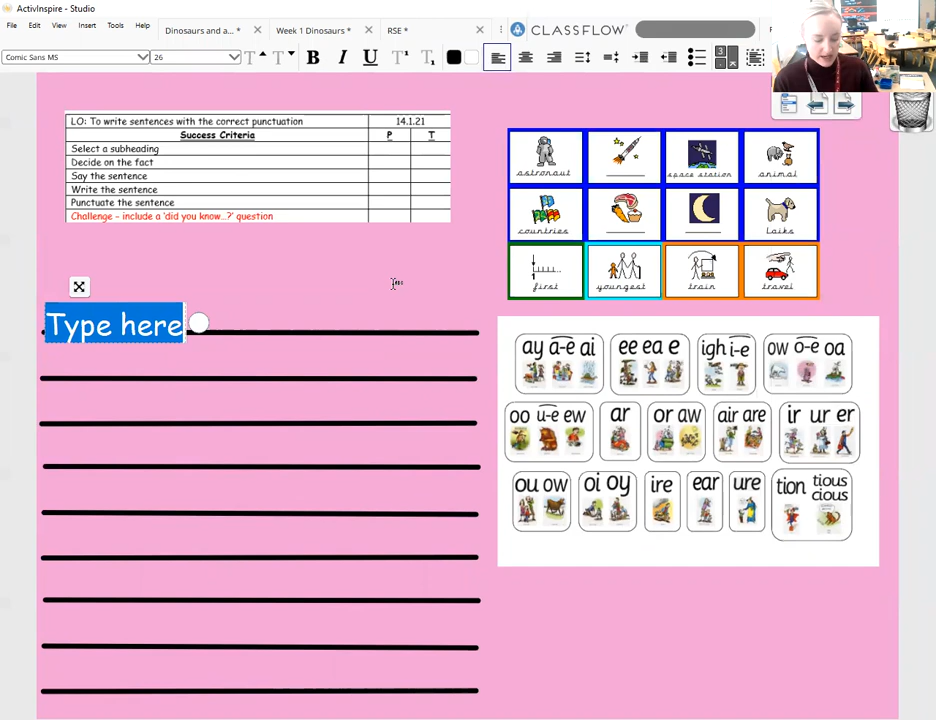 ActivInspire - Studio
File Edit View Insert Tools Help
Dinosaurs and a... * Week 1 Dinosaurs * RSE * CLASSFLOW
Comic Sans MS 26
LO: To write sentences with the correct punctuation 14.1.21
Success Criteria P T
Select a subheading
Decide on the fact
Say the sentence
Write the sentence
Punctuate the sentence
Challenge - include a 'did you know...?' question
astronaut space station animal
countries laika
first youngest train travel
Type here
ay a-e ai ee ea e igh i-e ow o-e oa
oo u-e ew ar or aw air are ir ur er
ou ow oi oy ire ear ure tion tious
cious